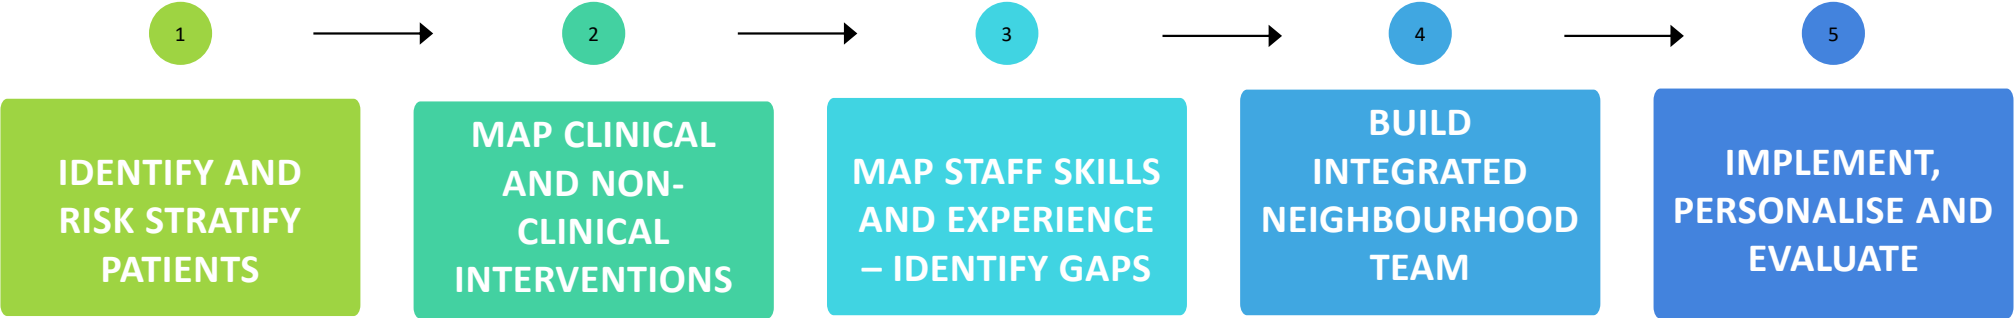 1
2
3
4
5
IDENTIFY AND
RISK STRATIFY
PATIENTS
MAP CLINICAL
AND NON-
CLINICAL
INTERVENTIONS
MAP STAFF SKILLS
AND EXPERIENCE
– IDENTIFY GAPS
BUILD
INTEGRATED
NEIGHBOURHOOD
TEAM
IMPLEMENT,
PERSONALISE AND
EVALUATE